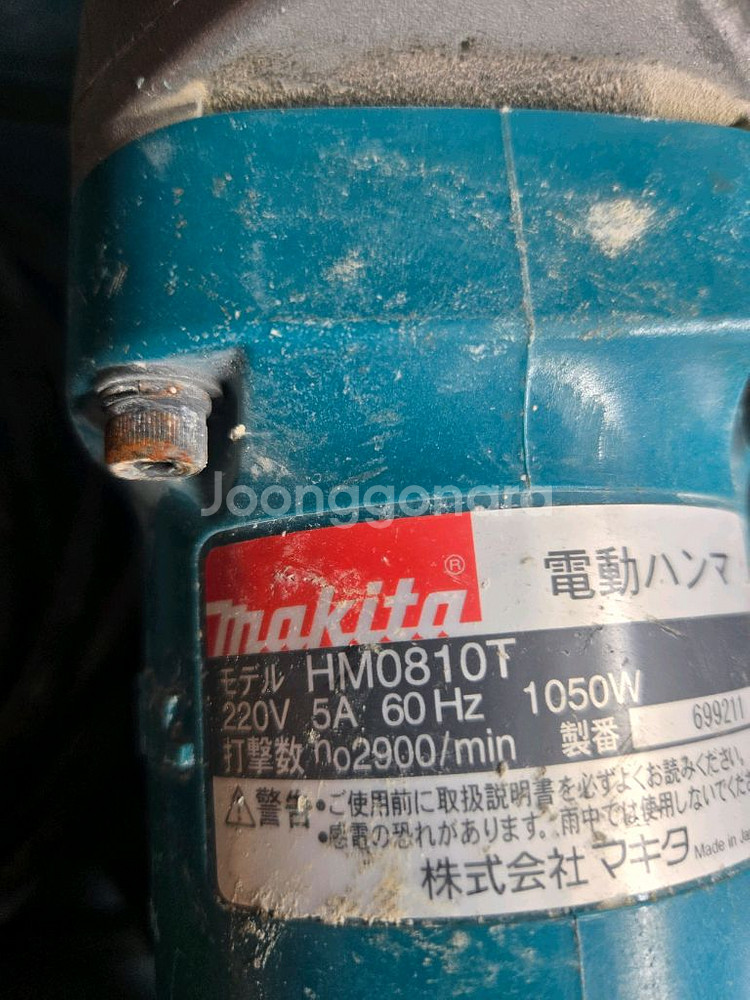 Joonggonara
makita®
電動ハンマ
モデル HM0810T
220V 5A 60Hz 1050W
打撃数 no2900/min 製番 699211
⚠警告 •ご使用前に取扱説明書を必ずよくお読みください。
•感電の恐れがあります。雨中では使用しないでくだ
株式会社 マキタ Made in Ja